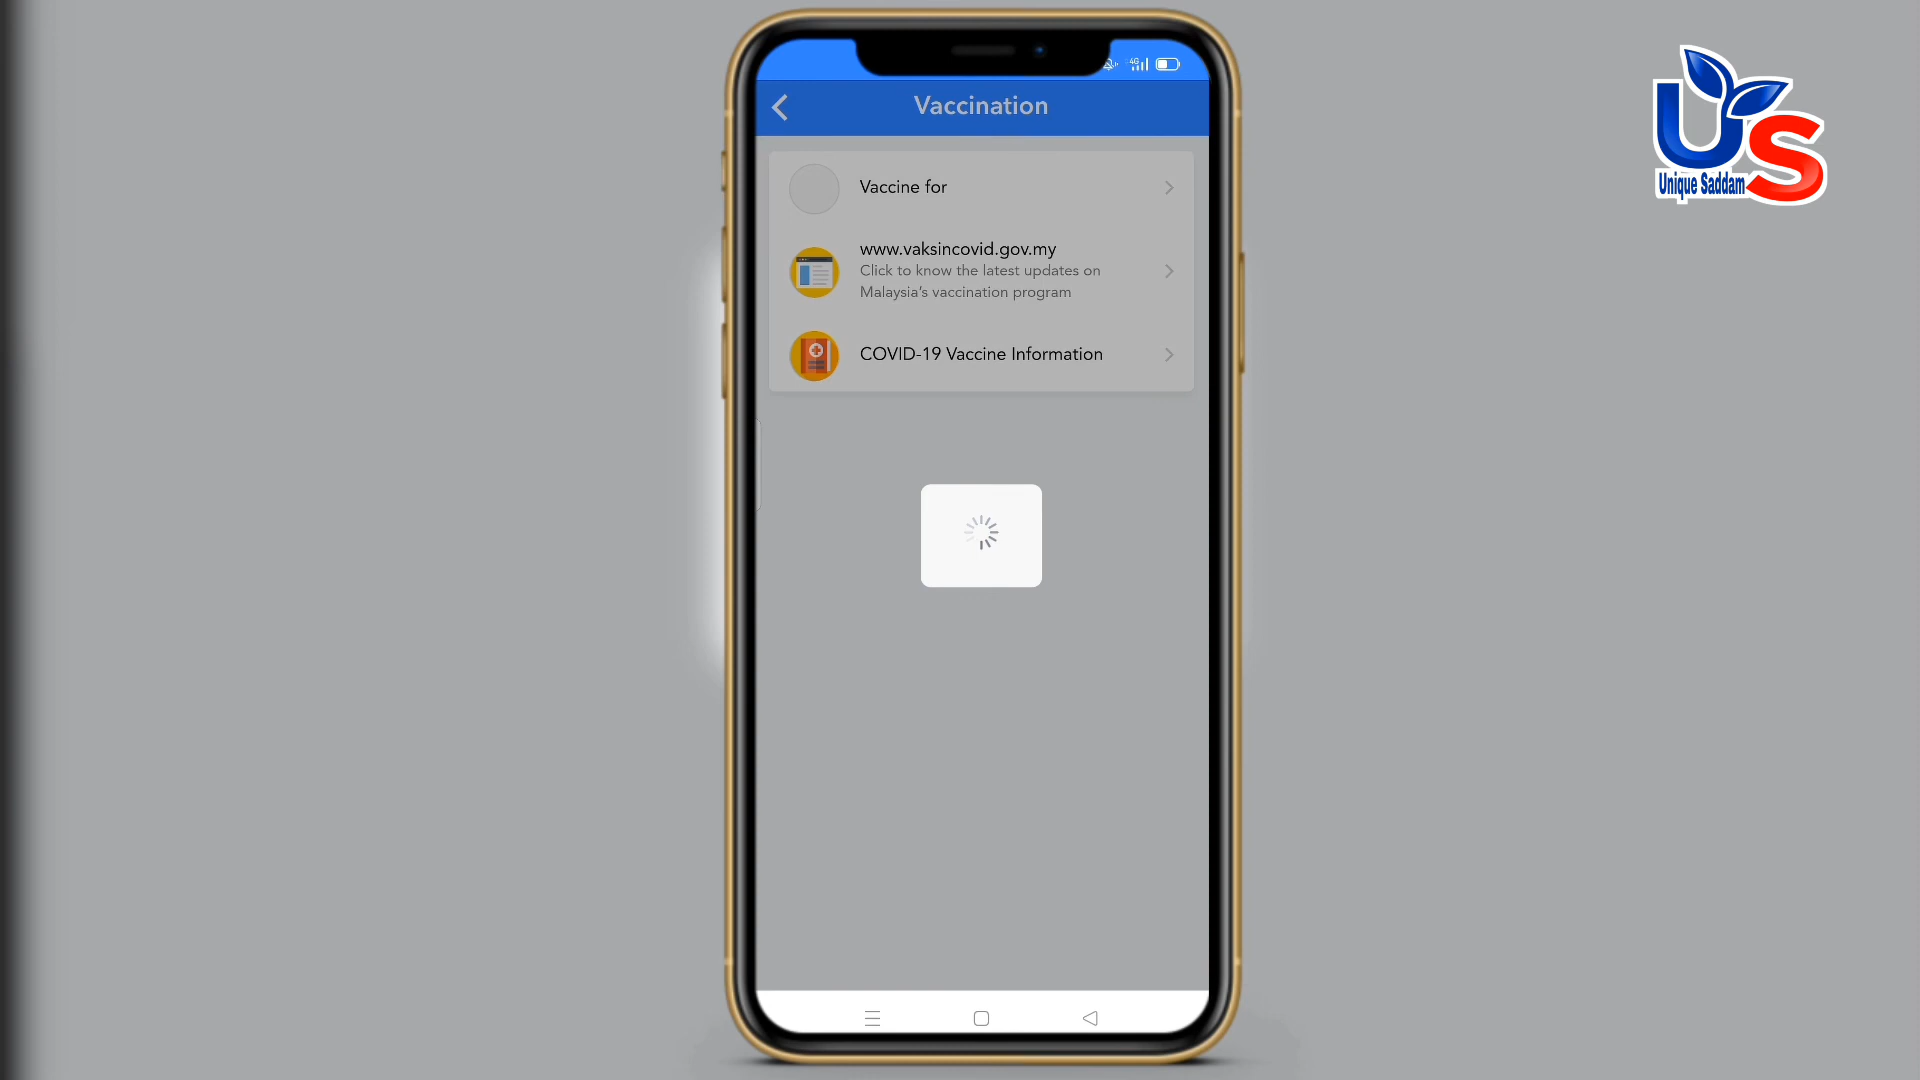 4G
Vaccination
Vaccine for
www.vaksincovid.gov.my
Click to know the latest updates on
Malaysia's vaccination program
COVID-19 Vaccine Information
US
Unique Saddam